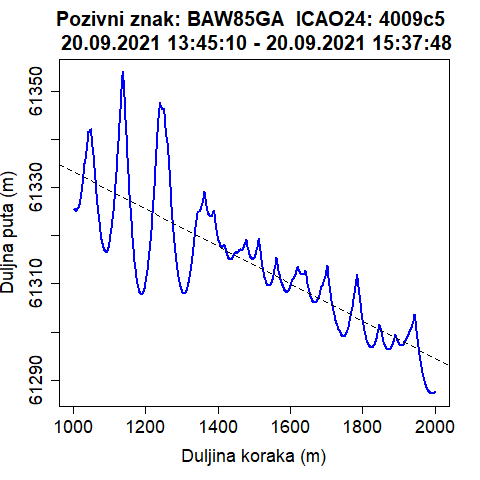 Pozivni znak: BAW85GA  ICAO24: 4009c5
20.09.2021 13:45:10 - 20.09.2021 15:37:48
Duljna puta (m)
61350
61330
61310
61290
1000 1200 1400 1600 1800 2000
Duljina koraka (m)